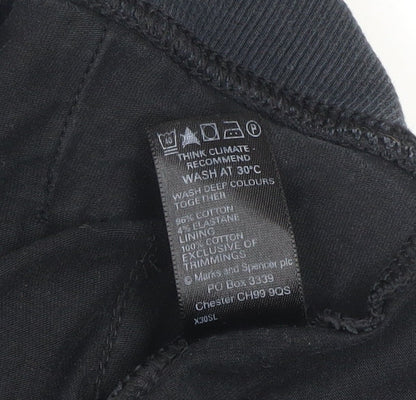 40 P
THINK CLIMATE -
RECOMMEND
WASH AT 30°C
WASH DEEP COLOURS
TOGETHER
96% COTTON
4% ELASTANE
LINING
100% COTTON
EXCLUSIVE OF
TRIMMINGS
© Marks and Spencer plc
PO Box 3339
Chester CH99 9QS
X30SL